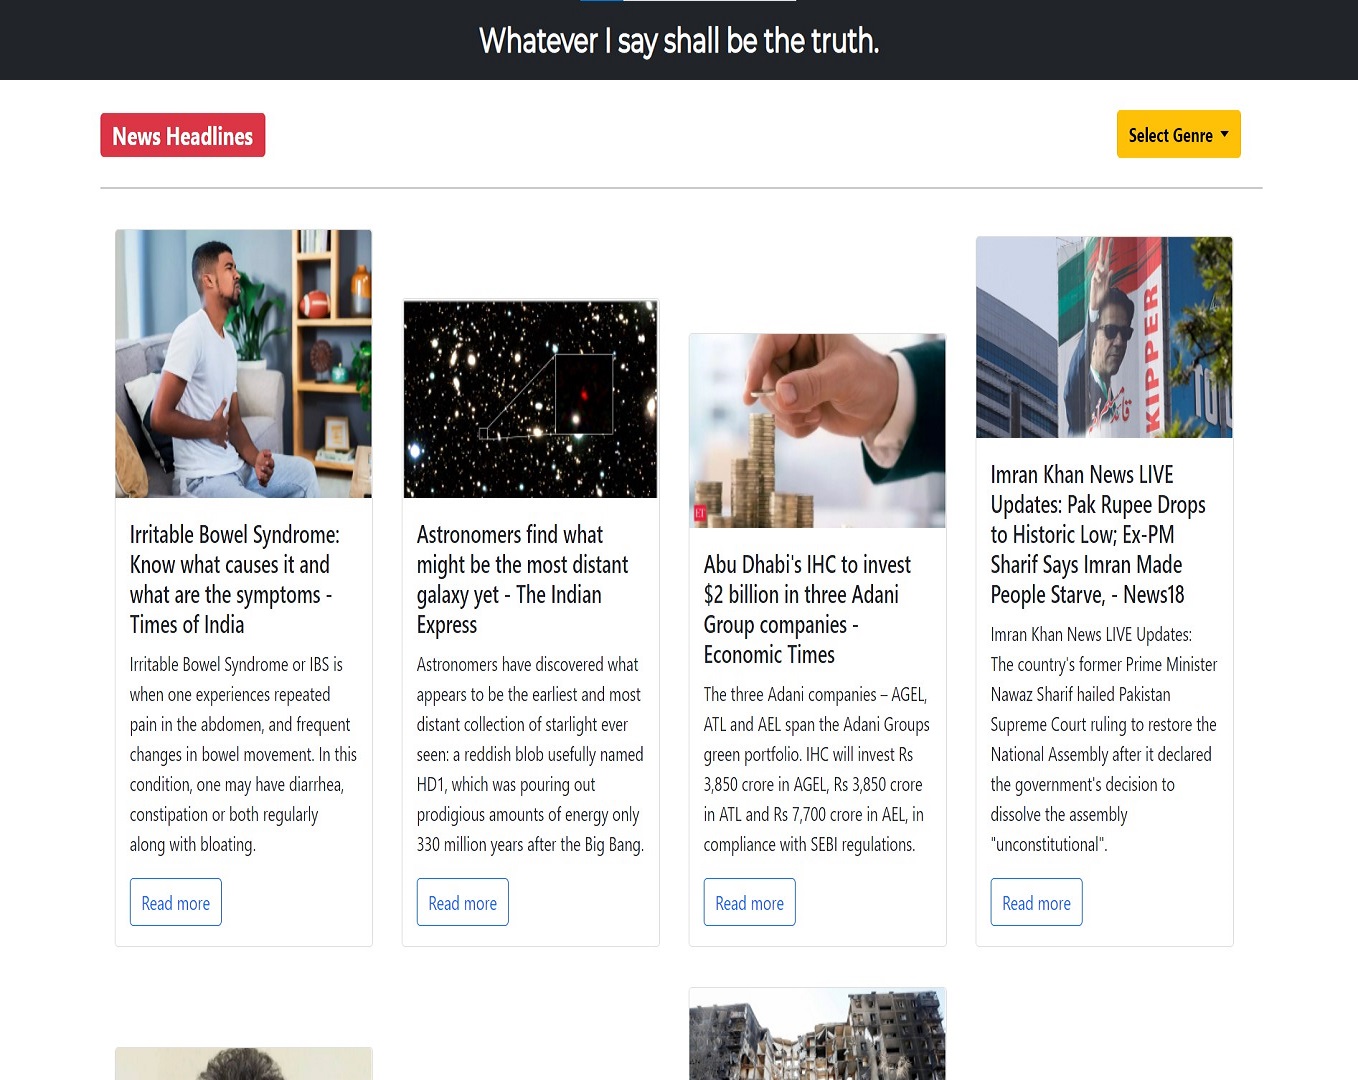 Whatever I say shall be the truth.
News Headlines
Select Genre
KIPPER
ET
Irritable Bowel Syndrome:
Know what causes it and
what are the symptoms -
Times of India
Irritable Bowel Syndrome or IBS is
when one experiences repeated
pain in the abdomen, and frequent
changes in bowel movement. In this
condition, one may have diarrhea,
constipation or both regularly
along with bloating.
Read more
Astronomers find what
might be the most distant
galaxy yet - The Indian
Express
Astronomers have discovered what
appears to be the earliest and most
distant collection of starlight ever
seen: a reddish blob usefully named
HD1, which was pouring out
prodigious amounts of energy only
330 million years after the Big Bang.
Read more
Abu Dhabi's IHC to invest
$2 billion in three Adani
Group companies -
Economic Times
The three Adani companies – AGEL,
ATL and AEL span the Adani Groups
green portfolio. IHC will invest Rs
3,850 crore in AGEL, Rs 3,850 crore
in ATL and Rs 7,700 crore in AEL, in
compliance with SEBI regulations.
Read more
Imran Khan News LIVE
Updates: Pak Rupee Drops
to Historic Low; Ex-PM
Sharif Says Imran Made
People Starve, - News18
Imran Khan News LIVE Updates:
The country's former Prime Minister
Nawaz Sharif hailed Pakistan
Supreme Court ruling to restore the
National Assembly after it declared
the government's decision to
dissolve the assembly
"unconstitutional".
Read more